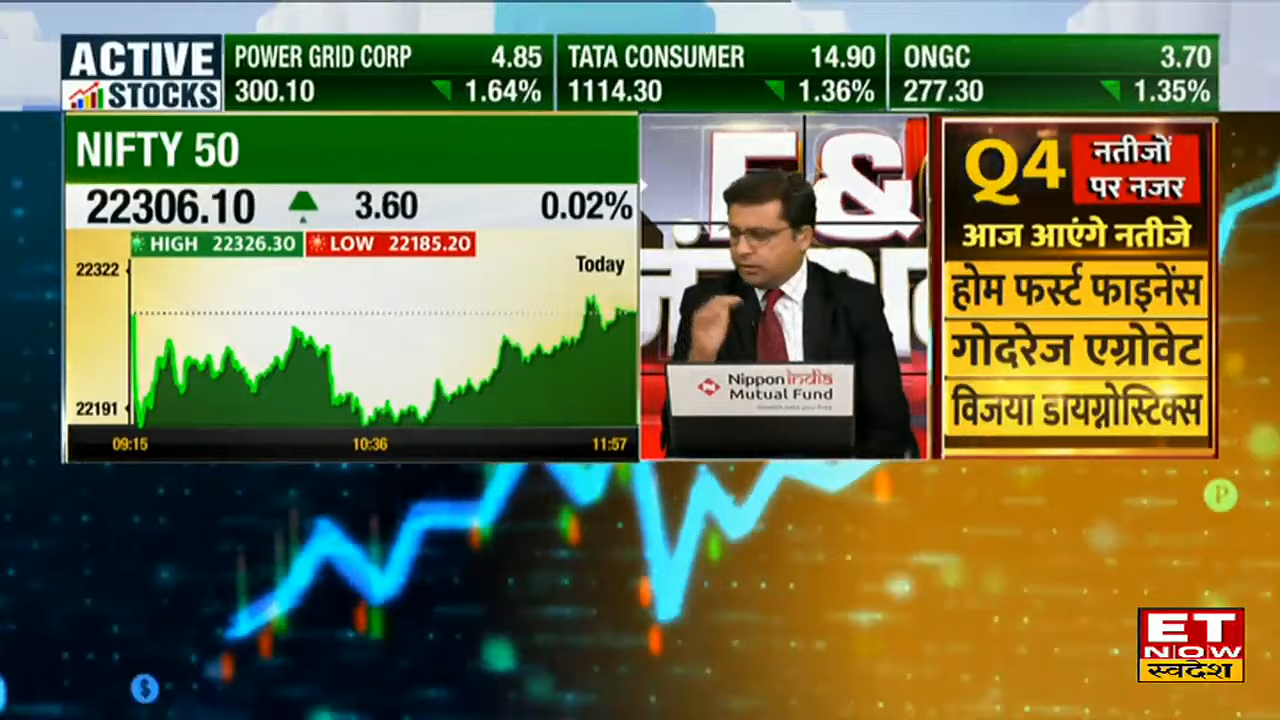 ACTIVE STOCKS
POWER GRID CORP 4.85
300.10 1.64%
TATA CONSUMER 14.90
1114.30 1.36%
ONGC 3.70
277.30 1.35%
NIFTY 50
22306.10 3.60 0.02%
HIGH 22326.30 LOW 22185.20
Today
22322
22191
09:15 10:36 11:57
F&
Nippon india
Mutual Fund
Q4 नतीजों
पर नजर
आज आएंगे नतीजे
होम फर्स्ट फाइनेंस
गोदरेज एग्रोवेट
विजया डायग्नोस्टिक्स
P
$
ET
NOW
स्वदेश